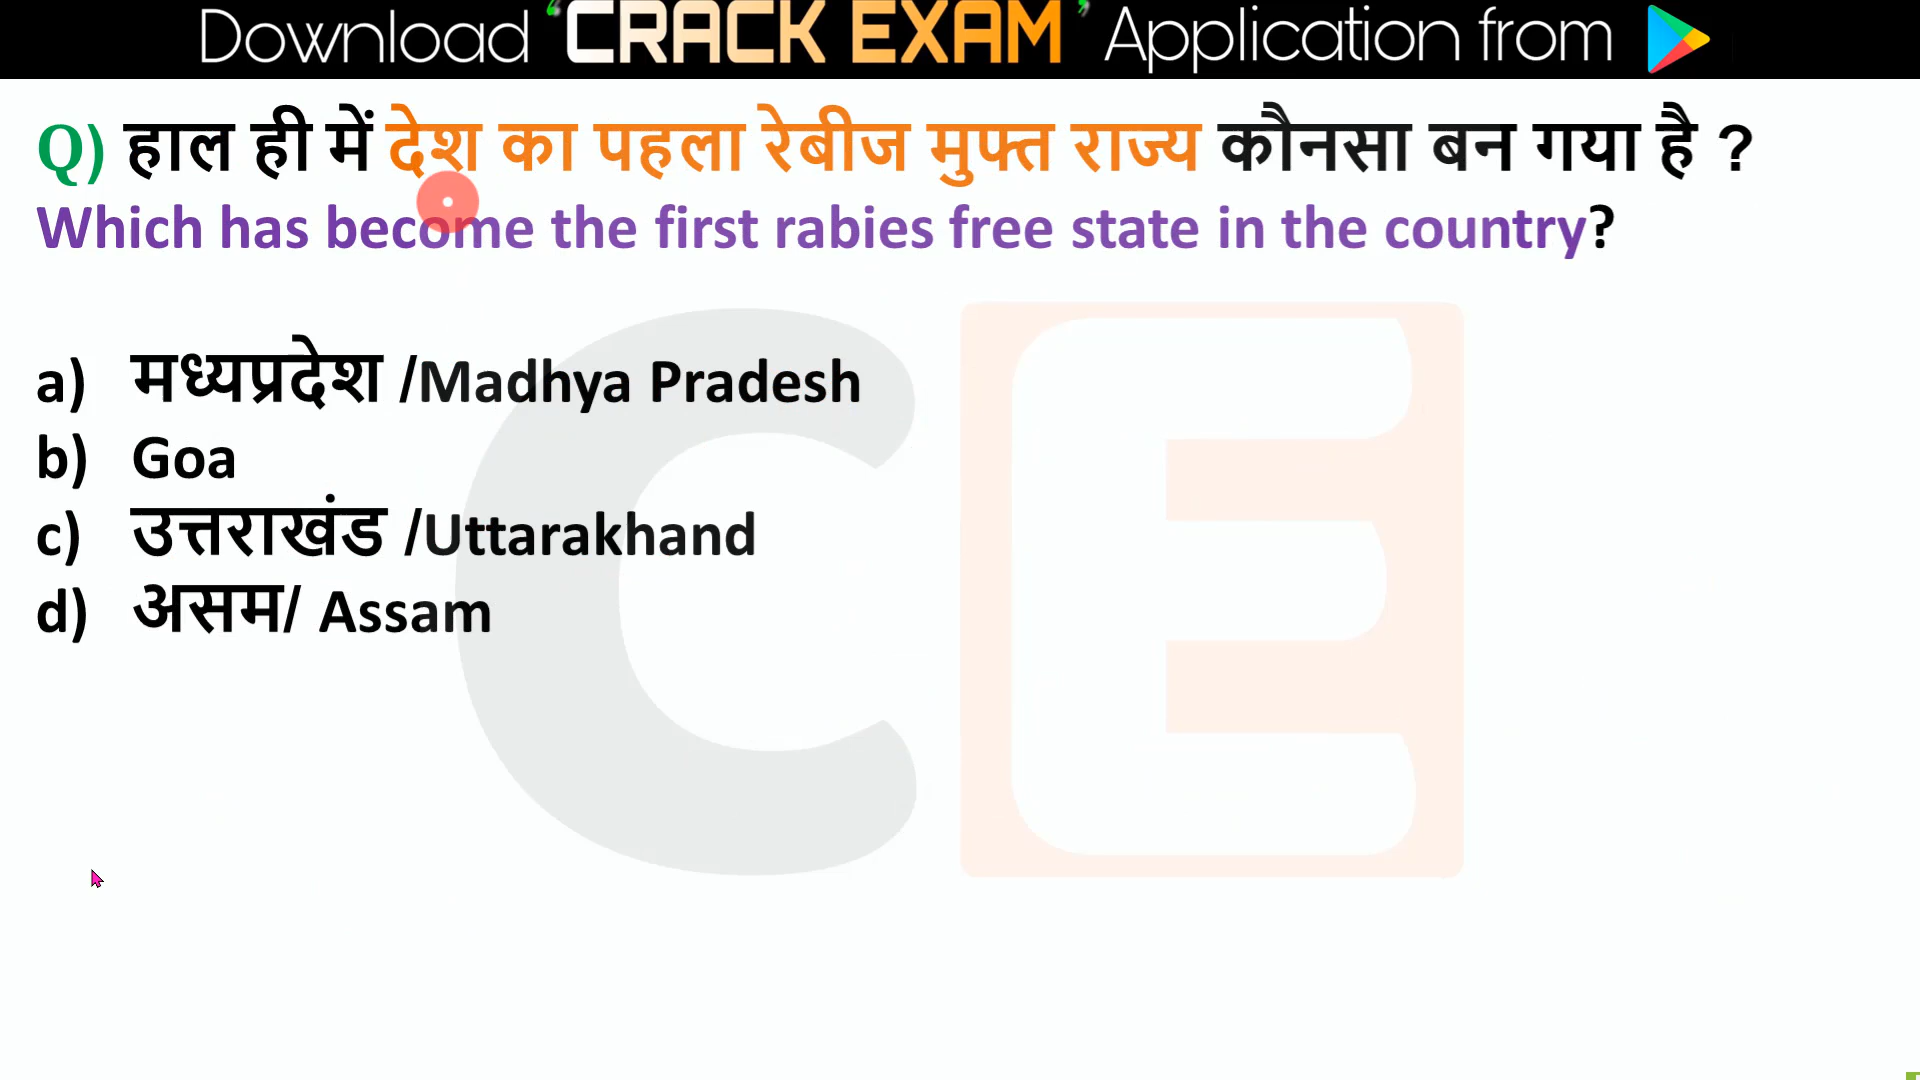 Download ‘CRACK EXAM’ Application from
Q) हाल ही में देश का पहला रेबीज मुफ्त राज्य कौनसा बन गया है ?
Which has become the first rabies free state in the country?
a) मध्यप्रदेश /Madhya Pradesh
b) Goa
c) उत्तराखंड /Uttarakhand
d) असम/ Assam
CE